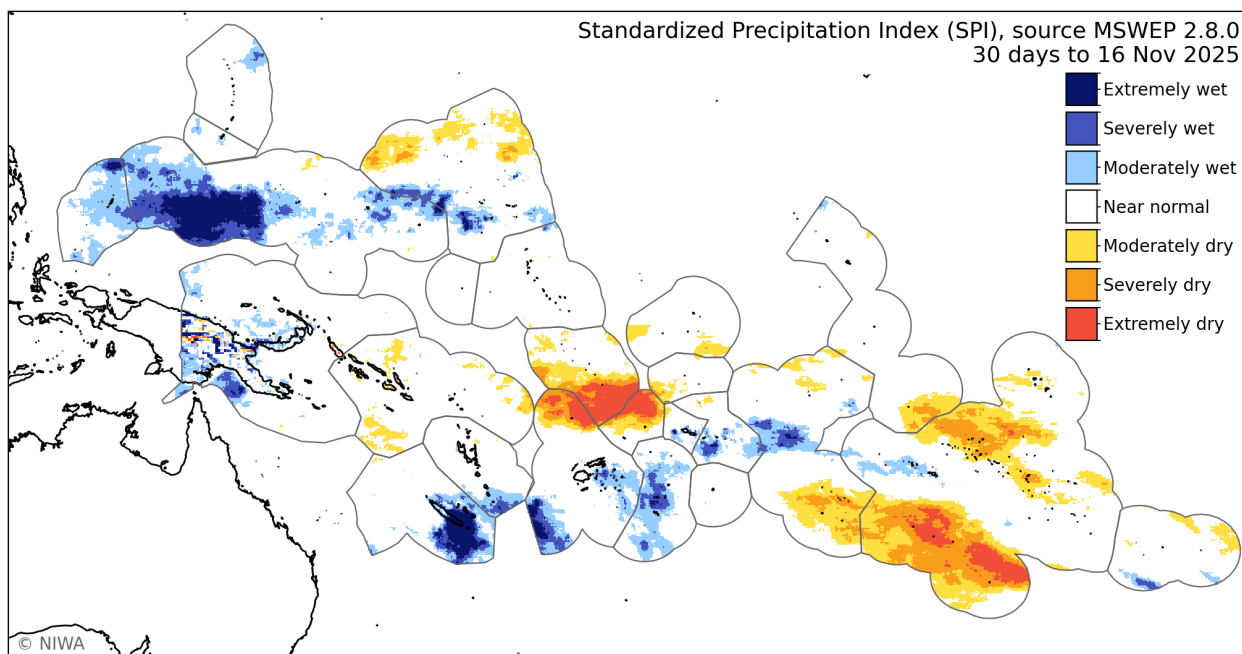 Standardized Precipitation Index (SPI), source MSWEP 2.8.0
30 days to 16 Nov 2025
Extremely wet
Severely wet
Moderately wet
Near normal
Moderately dry
Severely dry
Extremely dry
© NIWA